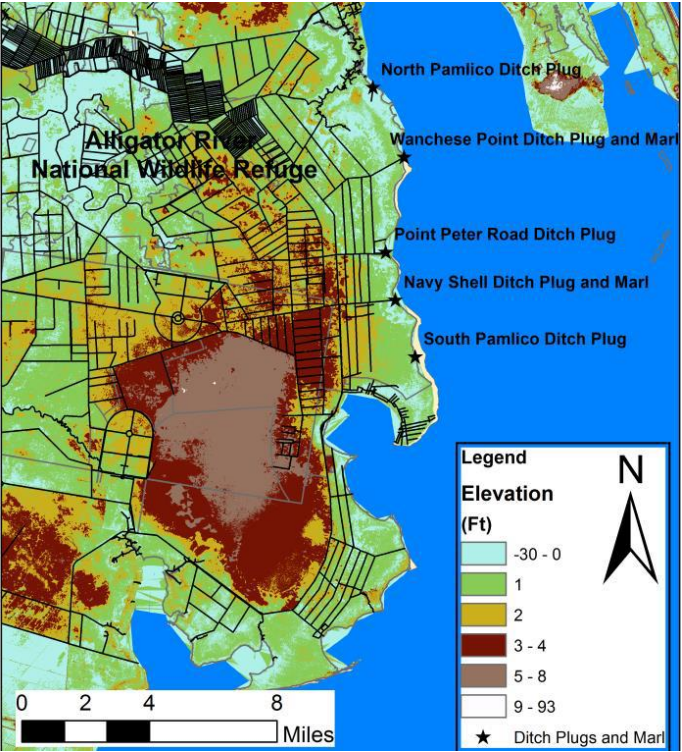 North Pamlico Ditch Plug
Alligator River
National Wildlife Refuge
Wanchese Point Ditch Plug and Marl
Point Peter Road Ditch Plug
Navy Shell Ditch Plug and Marl
South Pamlico Ditch Plug
Legend
Elevation
(Ft)
-30 - 0
1
2
3 - 4
5 - 8
9 - 93
Ditch Plugs and Marl
N
0 2 4 8
Miles